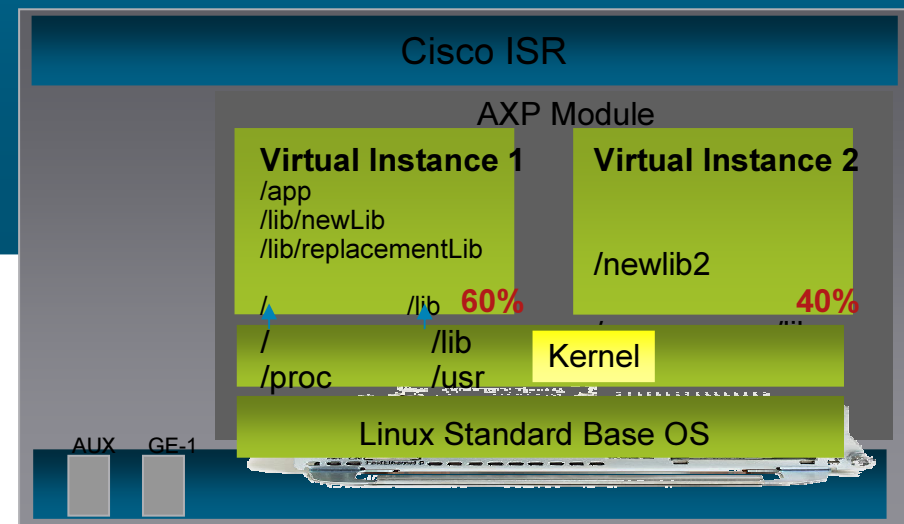 Cisco ISR
AXP Module
Virtual Instance 1
/app
/lib/newLib
/lib/replacementLib
/ /lib 60%
Virtual Instance 2
/newlib2
40%
/ /lib
/proc /usr
Kernel
Linux Standard Base OS
AUX GE-1